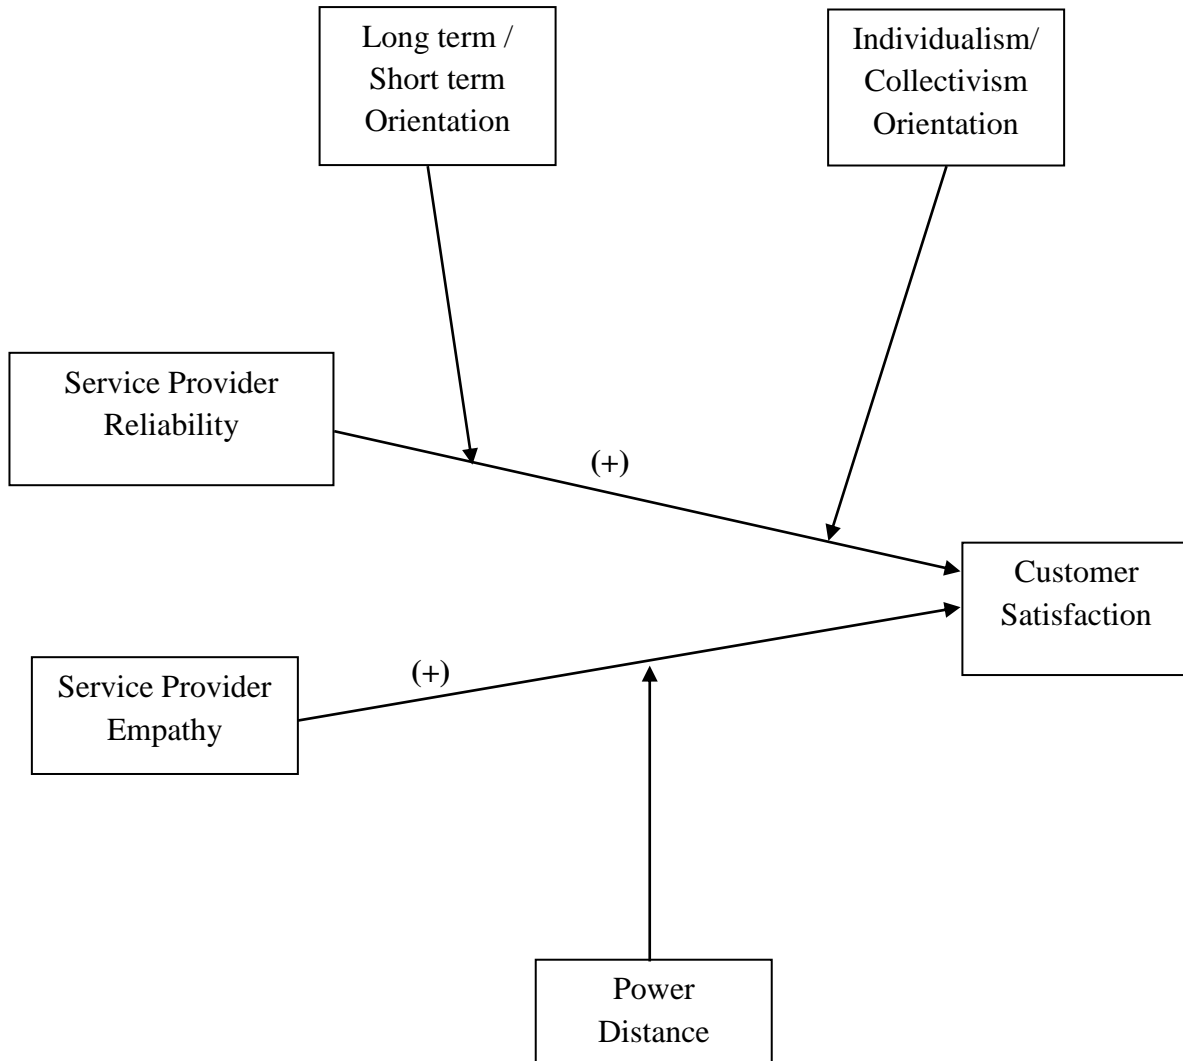 Long term /
Short term
Orientation
Individualism/
Collectivism
Orientation
Service Provider
Reliability
(+)
Customer
Satisfaction
(+)
Service Provider
Empathy
Power
Distance